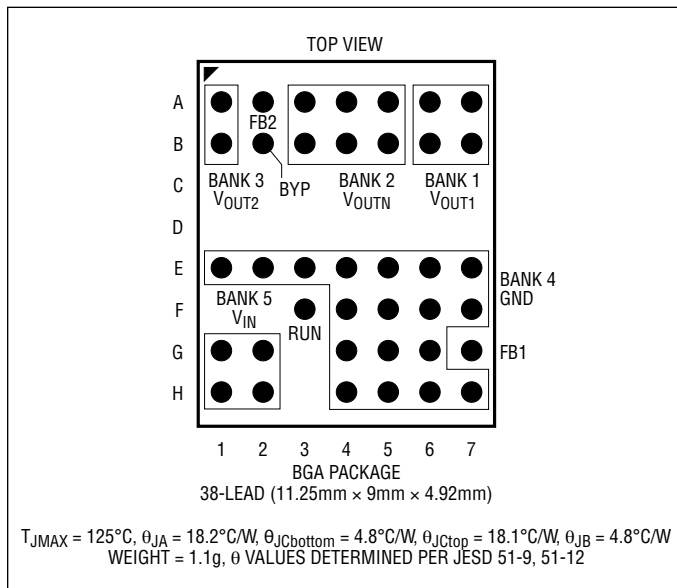 TOP VIEW
A
FB2
B
BANK 3
VOUT2
BYP
BANK 2
VOUTN
BANK 1
VOUT1
C
D
E
BANK 4
GND
BANK 5
VIN
F
RUN
G
FB1
H
1 2 3 4 5 6 7
BGA PACKAGE
38-LEAD (11.25mm × 9mm × 4.92mm)
TJMAX = 125°C, θJA = 18.2°C/W, θJCbottom = 4.8°C/W, θJCtop = 18.1°C/W, θJB = 4.8°C/W
WEIGHT = 1.1g, θ VALUES DETERMINED PER JESD 51-9, 51-12